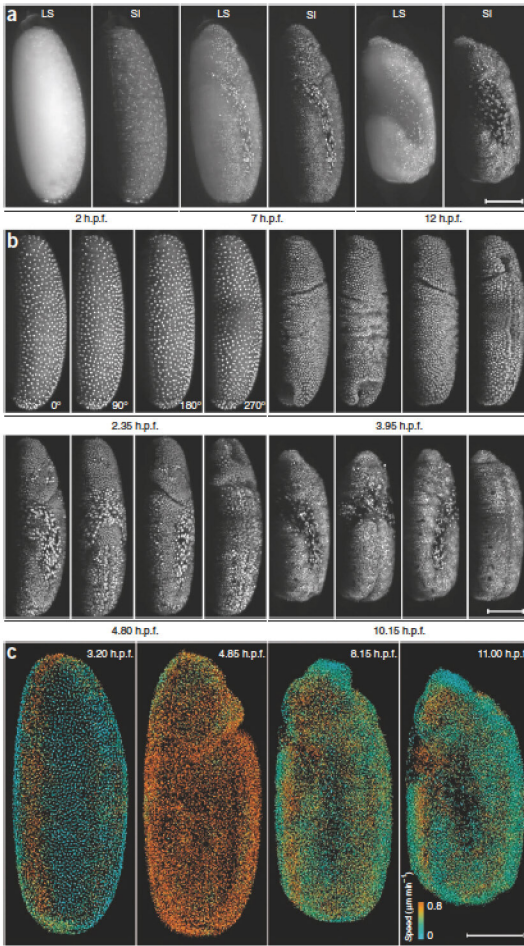 a LS SI LS SI LS SI
2 h.p.f. 7 h.p.f. 12 h.p.f.
b
0° 90° 180° 270°
2.35 h.p.f. 3.95 h.p.f.
4.80 h.p.f. 10.15 h.p.f.
c 3.20 h.p.f. 4.85 h.p.f. 8.15 h.p.f. 11.00 h.p.f.
Speed (µm min⁻¹)
0.8
0